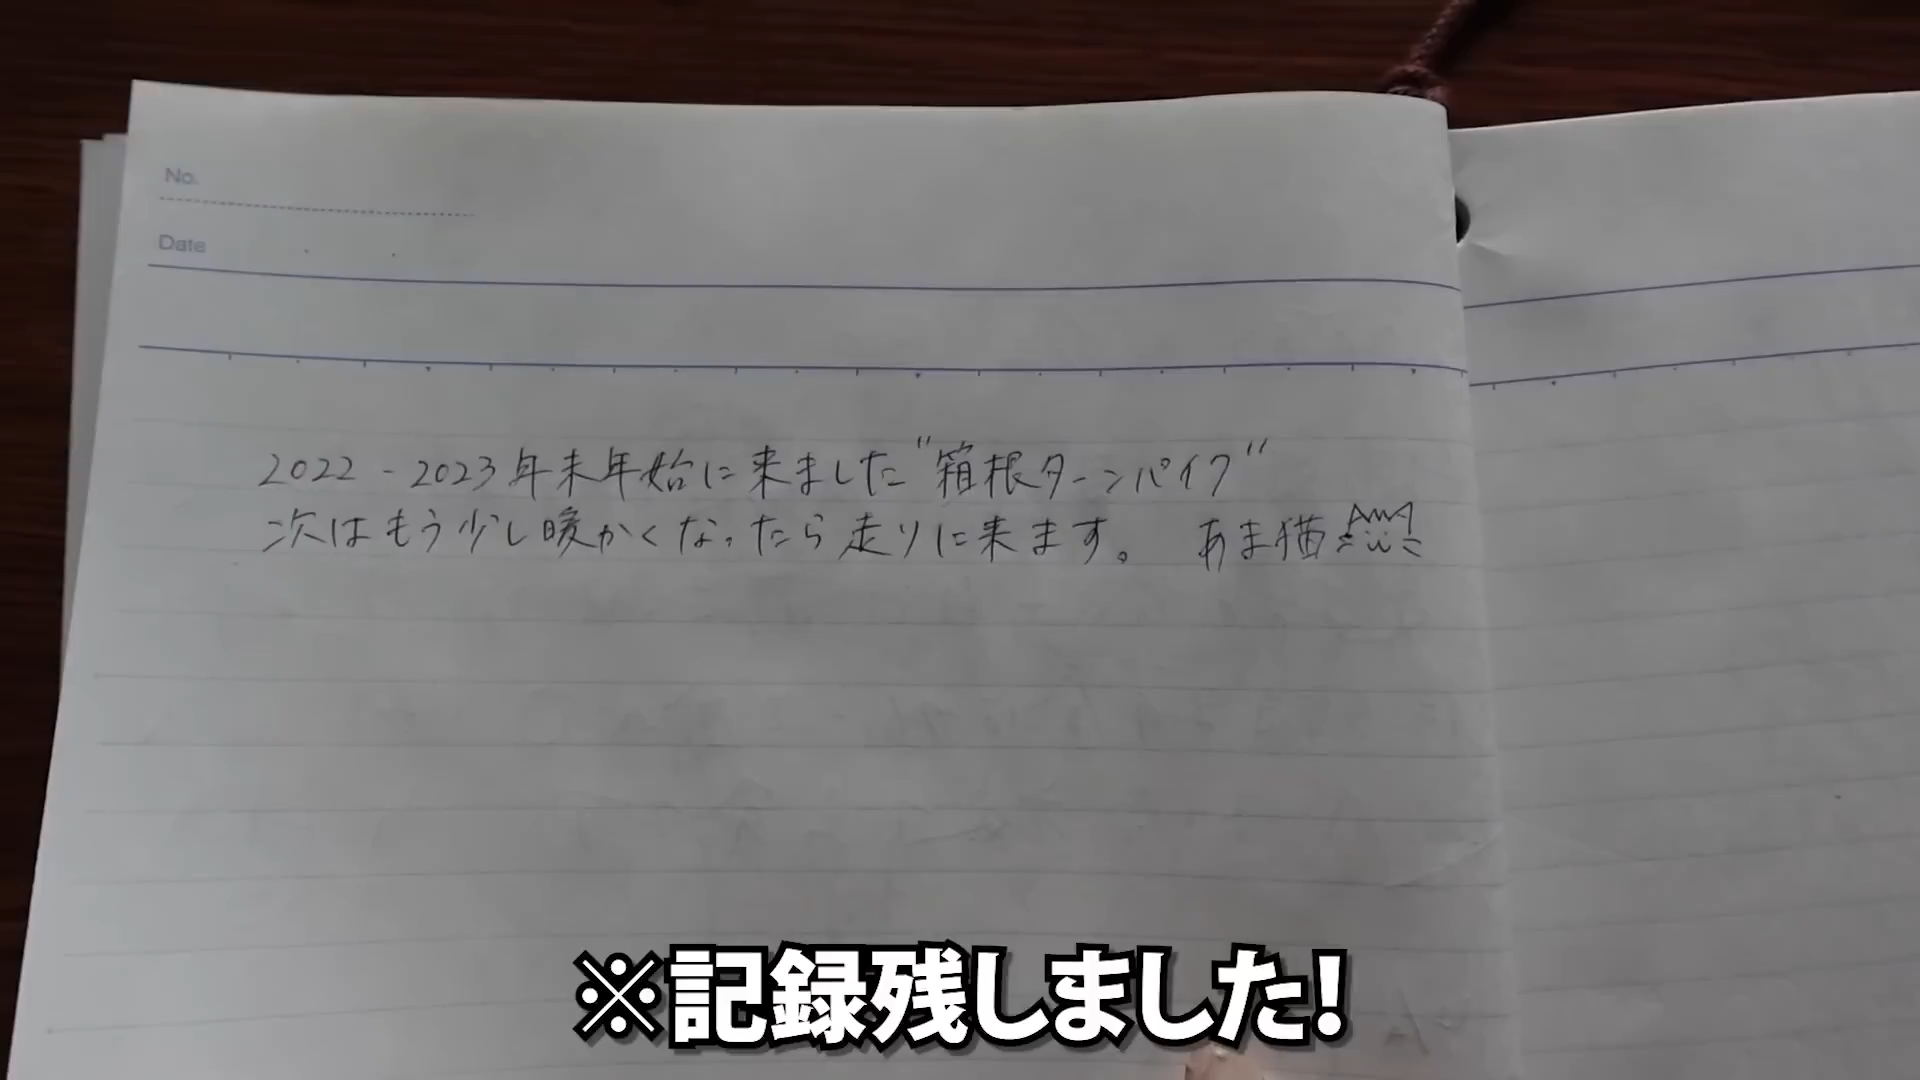 No.
Date
2022-2023年末年始に来ました"箱根ターンパイク"
次はもう少し暖かくなったら走りに来ます。 あま猫
※記録残しました!